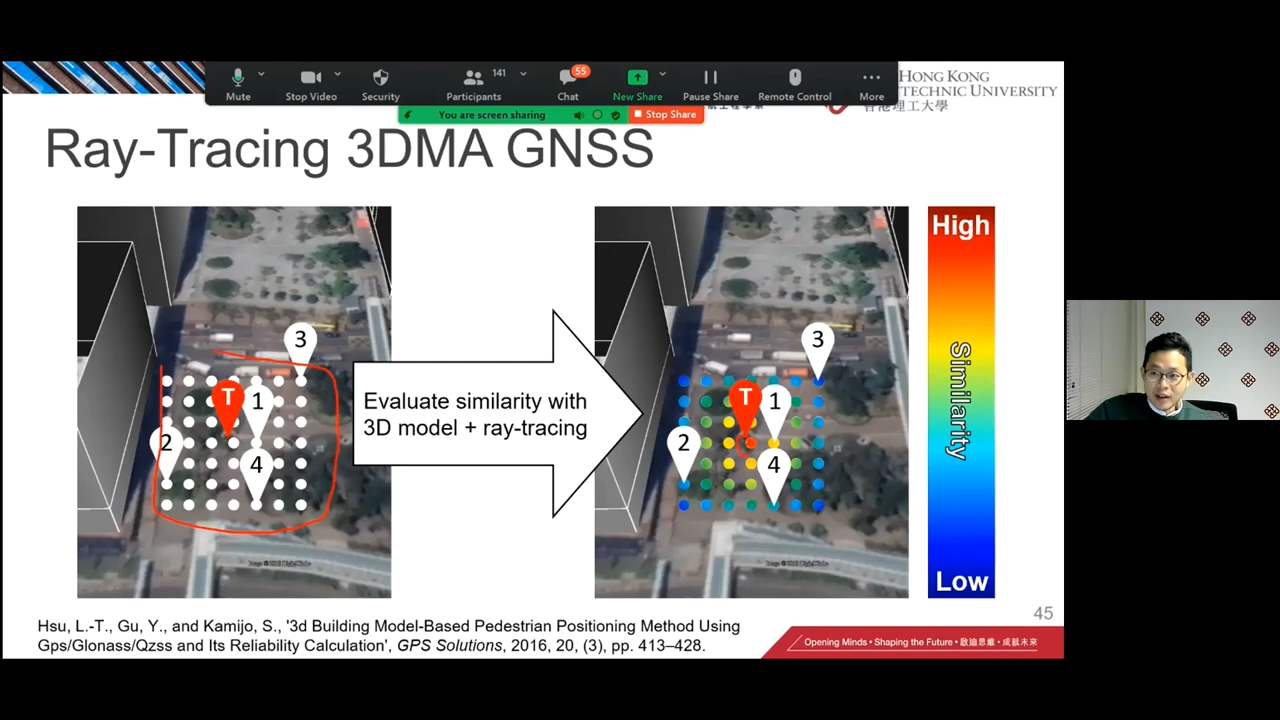 141
55
Mute
Stop Video
Security
Participants
Chat
New Share
Pause Share
Remote Control
More
You are screen sharing
Stop Share
HONG KONG
TECHNIC UNIVERSITY
香港理工大學
Ray-Tracing 3DMA GNSS
3
T
1
2
4
Evaluate similarity with
3D model + ray-tracing
3
T
1
2
4
High
Similarity
Low
45
Hsu, L.-T., Gu, Y., and Kamijo, S., '3d Building Model-Based Pedestrian Positioning Method Using
Gps/Glonass/Qzss and Its Reliability Calculation', GPS Solutions, 2016, 20, (3), pp. 413–428.
Opening Minds • Shaping the Future • 啟迪思維 • 成就未來